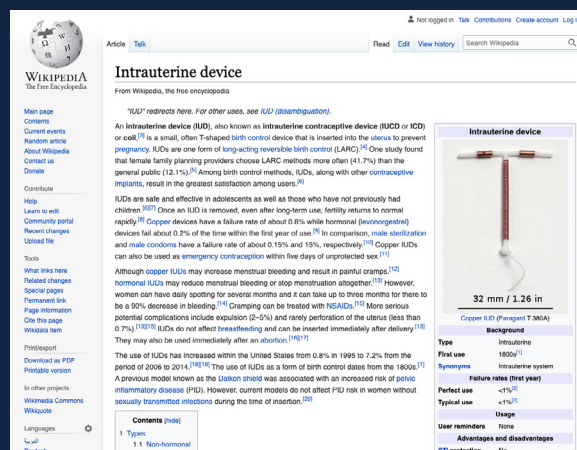 Not logged in Talk Contributions Create account Log i
Article Talk Read Edit View history Search Wikipedia
WIKIPEDIA
The Free Encyclopedia
Main page
Contents
Current events
Random article
About Wikipedia
Contact us
Donate
Contribute
Help
Learn to edit
Community portal
Recent changes
Upload file
Tools
What links here
Related changes
Special pages
Permanent link
Page information
Cite this page
Wikidata item
Print/export
Download as PDF
Printable version
In other projects
Wikimedia Commons
Wikiquote
Languages
العربية
Intrauterine device
From Wikipedia, the free encyclopedia
"IUD" redirects here. For other uses, see IUD (disambiguation).
An intrauterine device (IUD), also known as intrauterine contraceptive device (IUCD or ICD)
or coil,[3] is a small, often T-shaped birth control device that is inserted into the uterus to prevent
pregnancy. IUDs are one form of long-acting reversible birth control (LARC).[4] One study found
that female family planning providers choose LARC methods more often (41.7%) than the
general public (12.1%).[5] Among birth control methods, IUDs, along with other contraceptive
implants, result in the greatest satisfaction among users.[6]
IUDs are safe and effective in adolescents as well as those who have not previously had
children.[6][7] Once an IUD is removed, even after long-term use, fertility returns to normal
rapidly.[8] Copper devices have a failure rate of about 0.8% while hormonal (levonorgestrel)
devices fail about 0.2% of the time within the first year of use.[9] In comparison, male sterilization
and male condoms have a failure rate of about 0.15% and 15%, respectively.[10] Copper IUDs
can also be used as emergency contraception within five days of unprotected sex.[11]
Although copper IUDs may increase menstrual bleeding and result in painful cramps,[12]
hormonal IUDs may reduce menstrual bleeding or stop menstruation altogether.[13] However,
women can have daily spotting for several months and it can take up to three months for there to
be a 90% decrease in bleeding.[14] Cramping can be treated with NSAIDs.[15] More serious
potential complications include expulsion (2–5%) and rarely perforation of the uterus (less than
0.7%).[13][15] IUDs do not affect breastfeeding and can be inserted immediately after delivery.[13]
They may also be used immediately after an abortion.[16][17]
The use of IUDs has increased within the United States from 0.8% in 1995 to 7.2% from the
period of 2006 to 2014.[18][19] The use of IUDs as a form of birth control dates from the 1800s.[1]
A previous model known as the Dalkon shield was associated with an increased risk of pelvic
inflammatory disease (PID). However, current models do not affect PID risk in women without
sexually transmitted infections during the time of insertion.[20]
Contents [hide]
1 Types
1.1 Non-hormonal
Intrauterine device
32 mm / 1.26 in
Copper IUD (Paragard T 380A)
Background
Type Intrauterine
First use 1800s[1]
Synonyms Intrauterine system
Failure rates (first year)
Perfect use <1%[2]
Typical use <1%[2]
Usage
User reminders None
Advantages and disadvantages